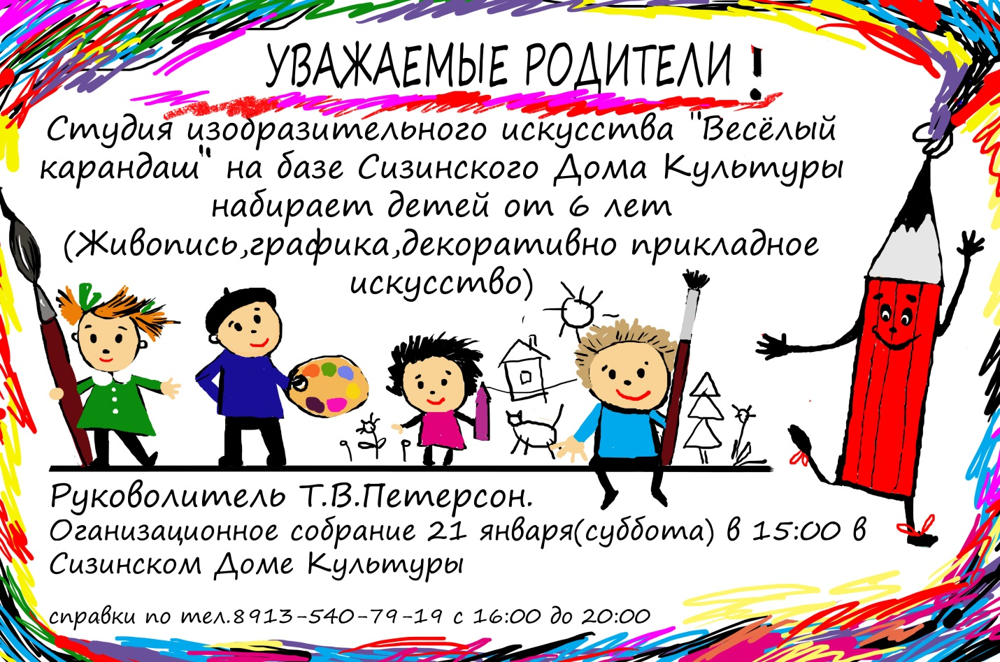 УВАЖАЕМЫЕ РОДИТЕЛИ !
Студия изобразительного искусства "Весёлый
карандаш" на базе Сизинского Дома Культуры
набирает детей от 6 лет
(Живопись,графика,декоративно прикладное
искусство)
Руководитель Т.В.Петерсон.
Оганизационное собрание 21 января(суббота) в 15:00 в
Сизинском Доме Культуры
справки по тел.8913-540-79-19 с 16:00 до 20:00